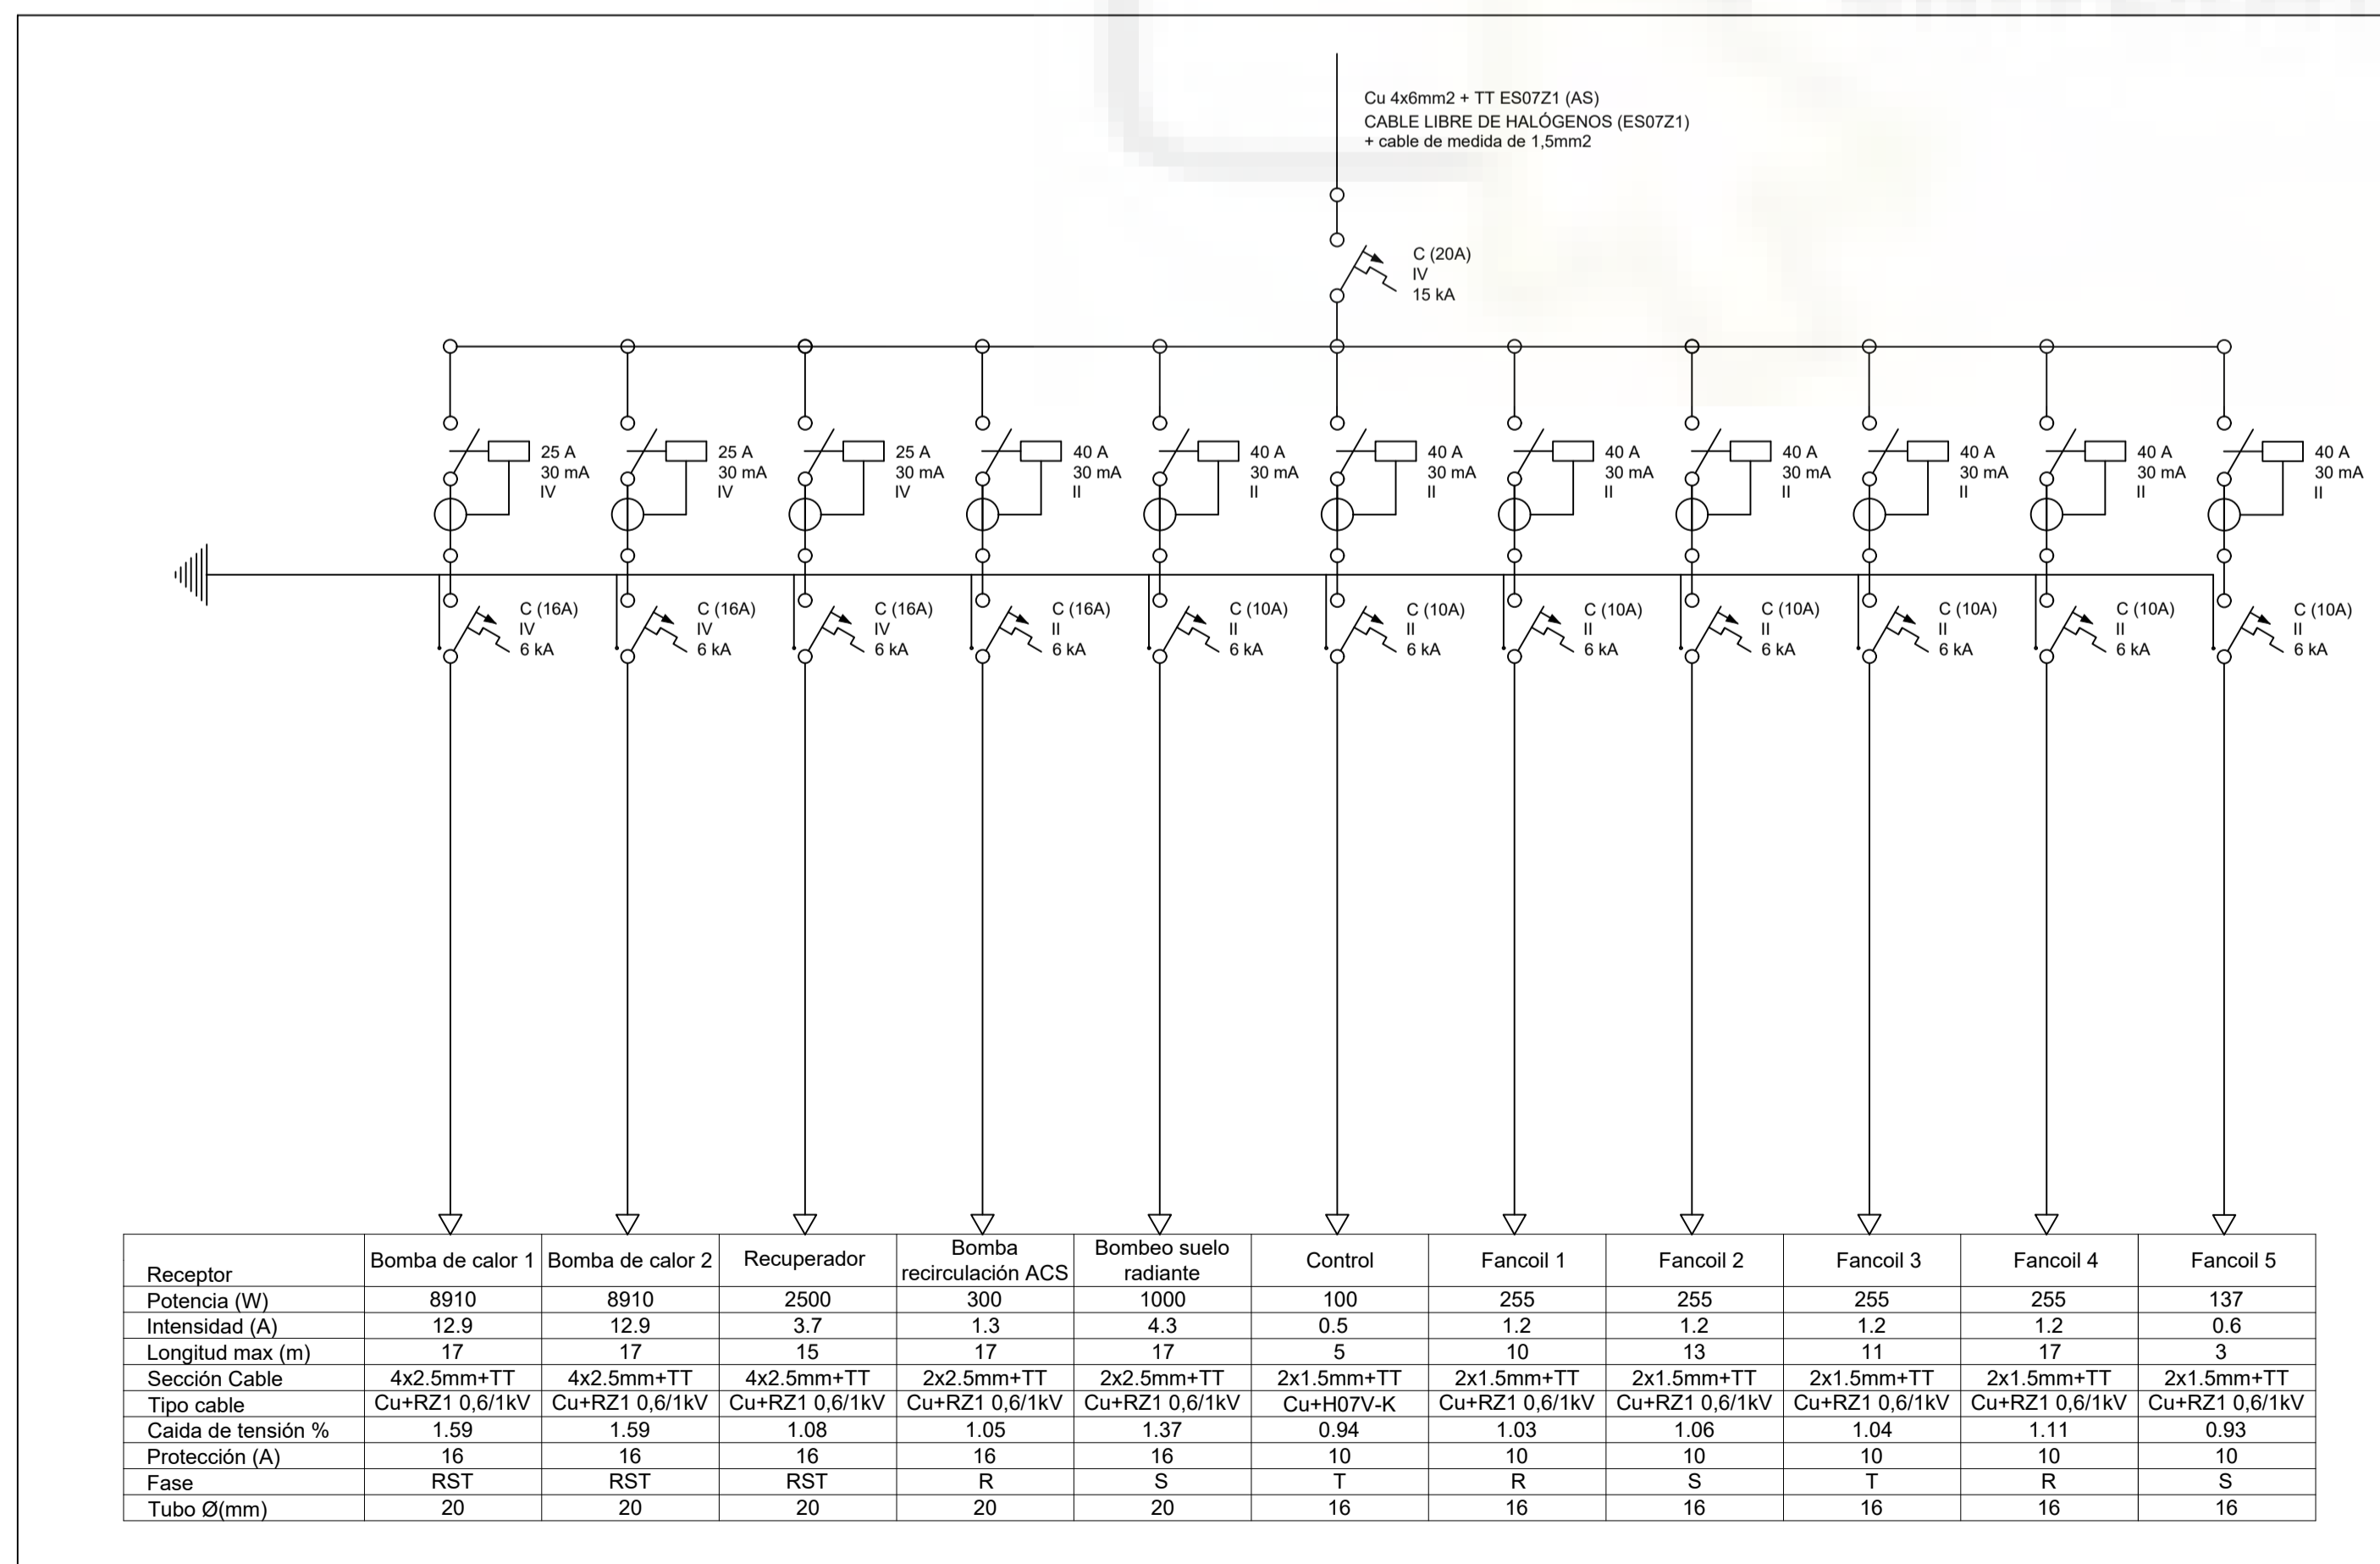 Cu 4x6mm2 + TT ES07Z1 (AS)
CABLE LIBRE DE HALÓGENOS (ES07Z1)
+ cable de medida de 1,5mm2
C (20A)
IV
15 kA
25 A 25 A 25 A 40 A 40 A 40 A 40 A 40 A 40 A 40 A 40 A
30 mA 30 mA 30 mA 30 mA 30 mA 30 mA 30 mA 30 mA 30 mA 30 mA 30 mA
IV IV IV II II II II II II II II
C (16A) C (16A) C (16A) C (16A) C (10A) C (10A) C (10A) C (10A) C (10A) C (10A) C (10A)
IV IV IV II II II II II II II II
6 kA 6 kA 6 kA 6 kA 6 kA 6 kA 6 kA 6 kA 6 kA 6 kA 6 kA
Receptor Bomba de calor 1 Bomba de calor 2 Recuperador Bomba recirculación ACS Bombeo suelo radiante Control Fancoil 1 Fancoil 2 Fancoil 3 Fancoil 4 Fancoil 5
Potencia (W) 8910 8910 2500 300 1000 100 255 255 255 255 137
Intensidad (A) 12.9 12.9 3.7 1.3 4.3 0.5 1.2 1.2 1.2 1.2 0.6
Longitud max (m) 17 17 15 17 17 5 10 13 11 17 3
Sección Cable 4x2.5mm+TT 4x2.5mm+TT 4x2.5mm+TT 2x2.5mm+TT 2x2.5mm+TT 2x1.5mm+TT 2x1.5mm+TT 2x1.5mm+TT 2x1.5mm+TT 2x1.5mm+TT 2x1.5mm+TT
Tipo cable Cu+RZ1 0,6/1kV Cu+RZ1 0,6/1kV Cu+RZ1 0,6/1kV Cu+RZ1 0,6/1kV Cu+RZ1 0,6/1kV Cu+H07V-K Cu+RZ1 0,6/1kV Cu+RZ1 0,6/1kV Cu+RZ1 0,6/1kV Cu+RZ1 0,6/1kV Cu+RZ1 0,6/1kV
Caida de tensión % 1.59 1.59 1.08 1.05 1.37 0.94 1.03 1.06 1.04 1.11 0.93
Protección (A) 16 16 16 16 16 10 10 10 10 10 10
Fase RST RST RST R S T R S T R S
Tubo Ø(mm) 20 20 20 20 20 16 16 16 16 16 16